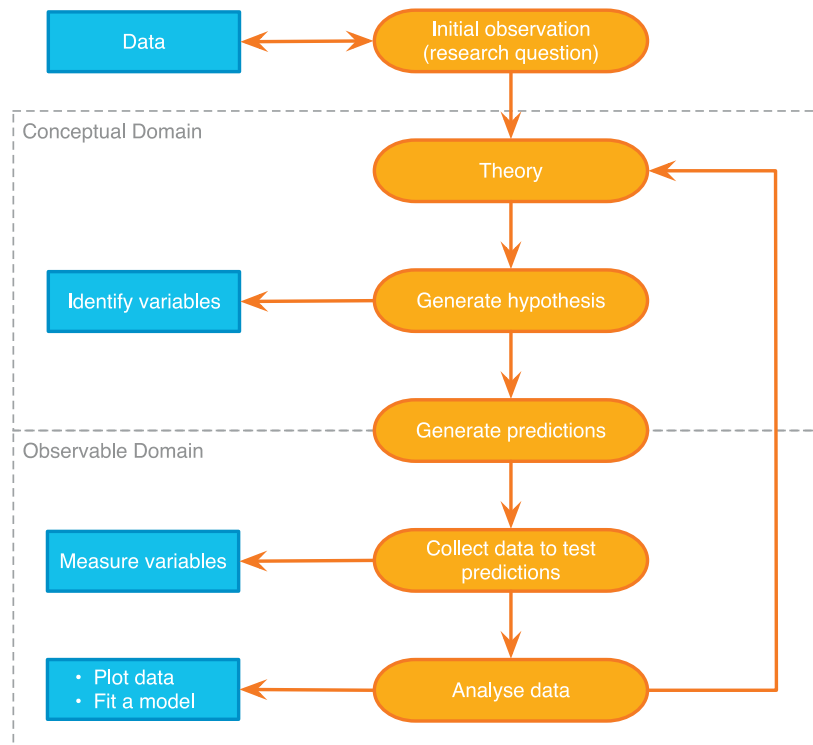 Data
Initial observation
(research question)
Conceptual Domain
Theory
Identify variables
Generate hypothesis
Generate predictions
Observable Domain
Measure variables
Collect data to test
predictions
• Plot data
• Fit a model
Analyse data